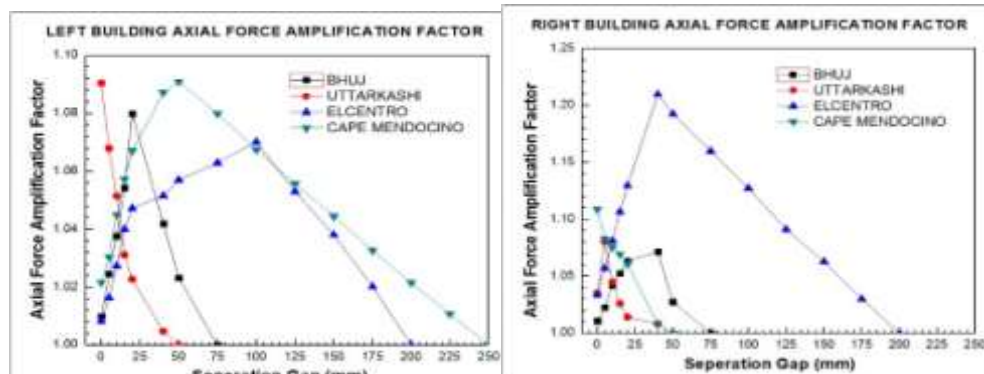 LEFT BUILDING AXIAL FORCE AMPLIFICATION FACTOR
Axial Force Amplification Factor
1.10
1.08
1.06
1.04
1.02
1.00
BHUJ
UTTARKASHI
ELCENTRO
CAPE MENDOCINO
0 25 50 75 100 125 150 175 200 225 250
Seperation Gap (mm)
RIGHT BUILDING AXIAL FORCE AMPLIFICATION FACTOR
Axial Force Amplification Factor
1.25
1.20
1.15
1.10
1.05
1.00
BHUJ
UTTARKASHI
ELCENTRO
CAPE MENDOCINO
0 25 50 75 100 125 150 175 200 225 250
Seperation Gap (mm)